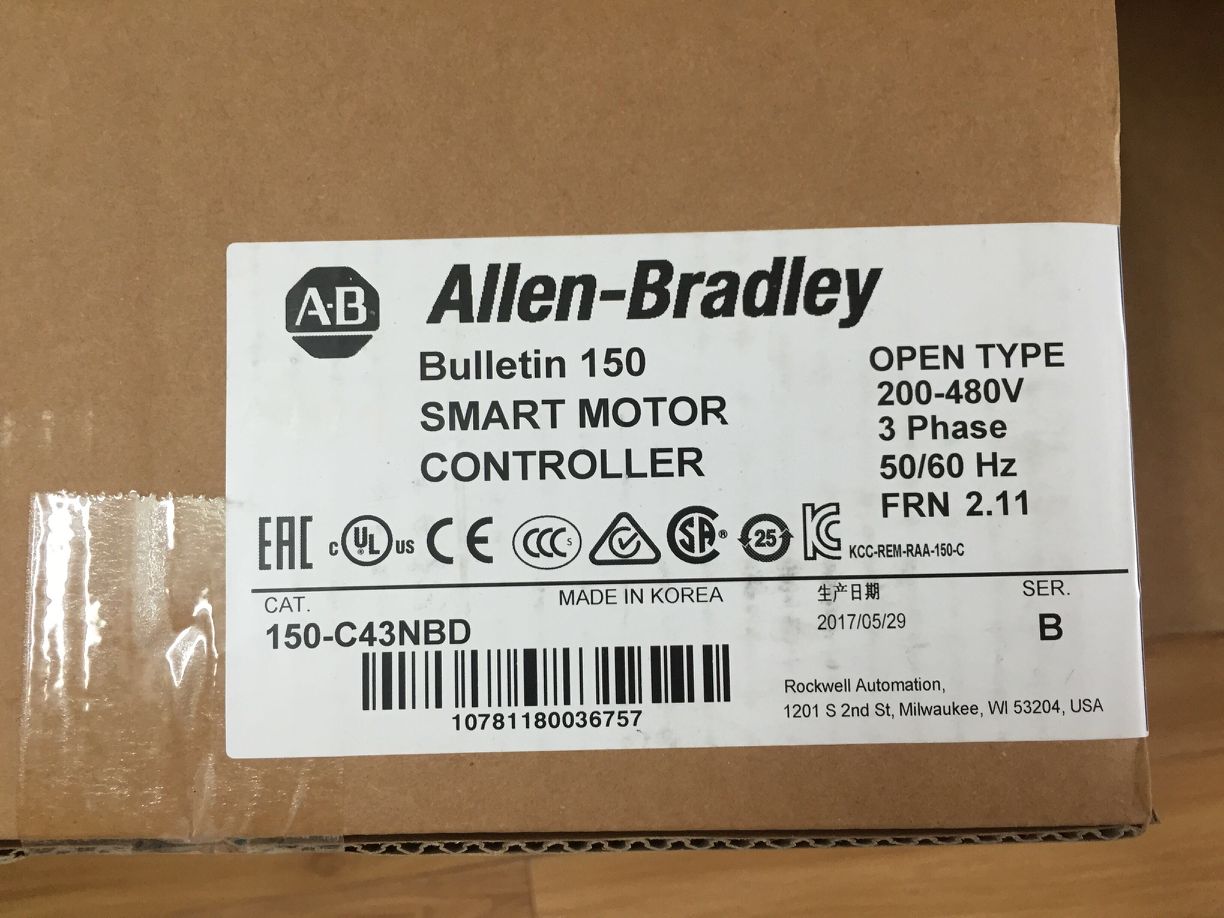 A-B Allen-Bradley
Bulletin 150
SMART MOTOR
CONTROLLER
OPEN TYPE
200-480V
3 Phase
50/60 Hz
FRN 2.11
EAC c UL ® US CE CCC S SA ® 25 KC KCC-REM-RAA-150-C
CAT.
150-C43NBD
MADE IN KOREA
生产日期
2017/05/29
SER.
B
10781180036757
Rockwell Automation,
1201 S 2nd St, Milwaukee, WI 53204, USA